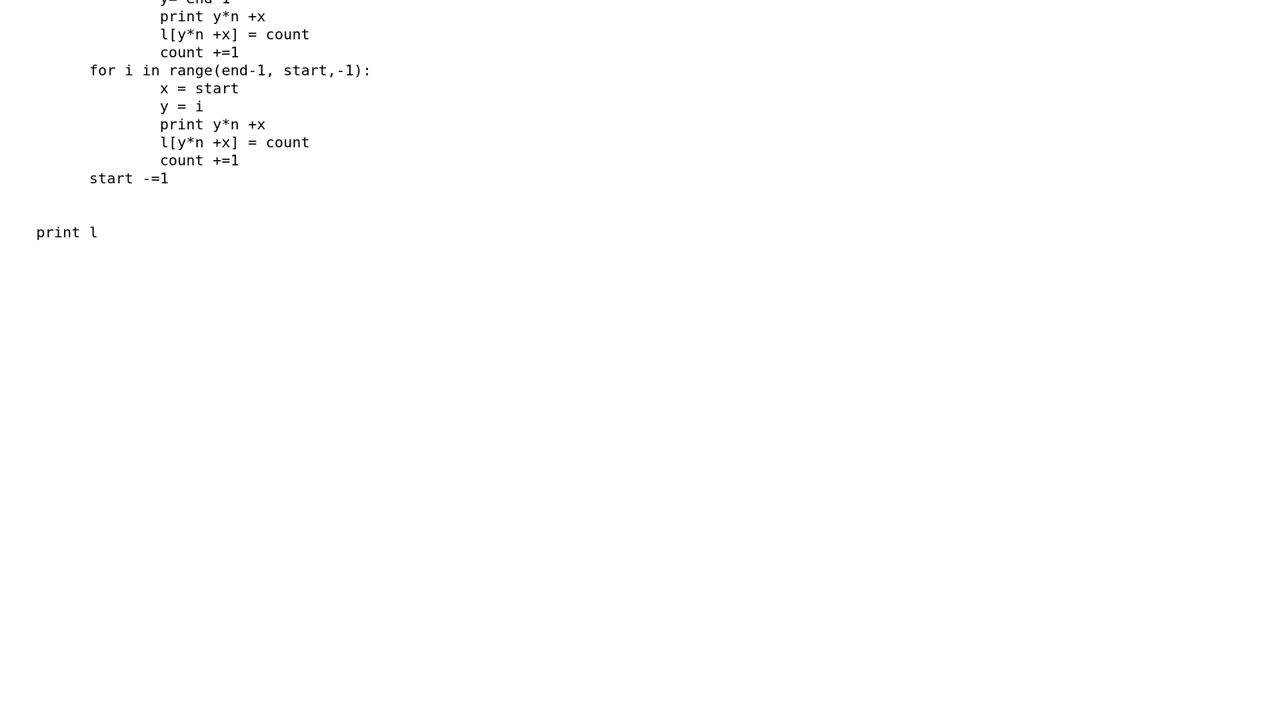 print y*n +x
l[y*n +x] = count
count +=1
for i in range(end-1, start,-1):
x = start
y = i
print y*n +x
l[y*n +x] = count
count +=1
start -=1
print l